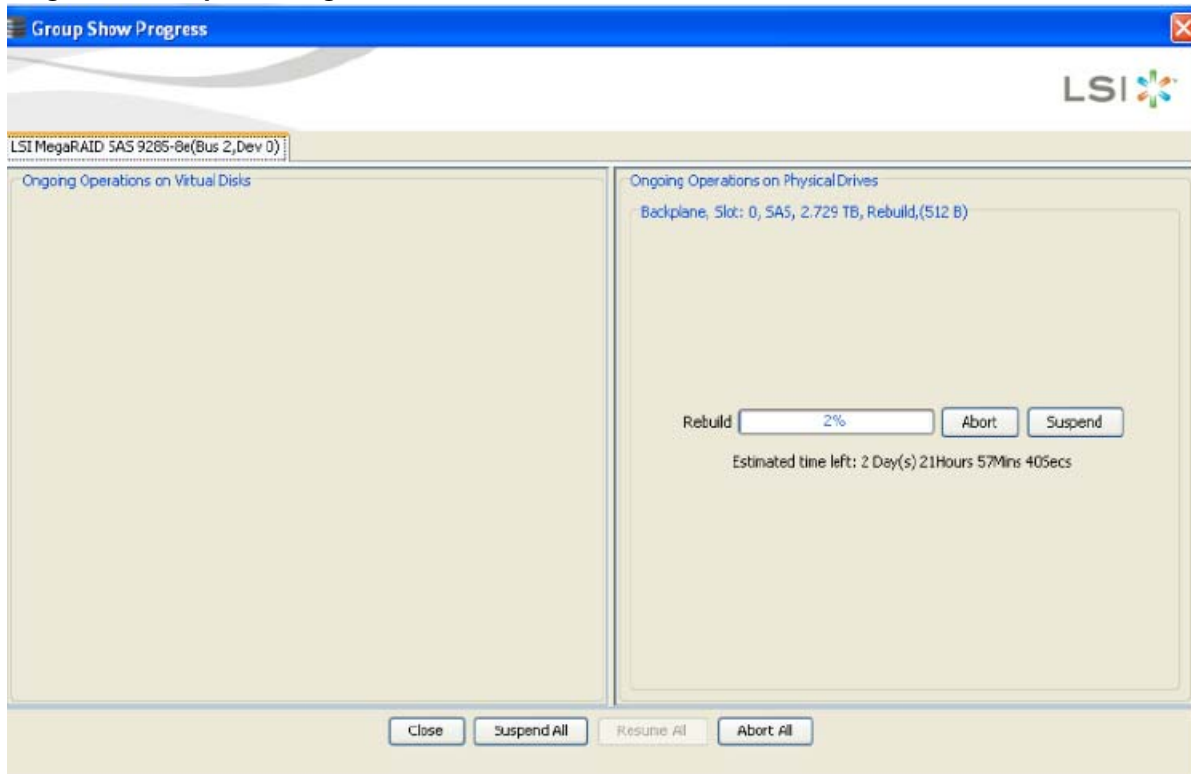 Group Show Progress
LSI
LSI MegaRAID SAS 9285-8e(Bus 2,Dev 0)
Ongoing Operations on Virtual Disks
Ongoing Operations on Physical Drives
Backplane, Slot: 0, SAS, 2.729 TB, Rebuild,(512 B)
Rebuild 2% Abort Suspend
Estimated time left: 2 Day(s) 21Hours 57Mins 40Secs
Close Suspend All Resume All Abort All